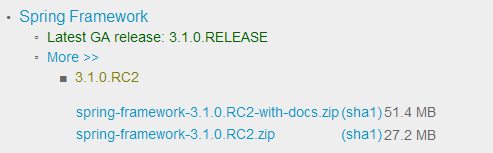 Spring Framework
Latest GA release: 3.1.0.RELEASE
More >>
3.1.0.RC2
spring-framework-3.1.0.RC2-with-docs.zip (sha1) 51.4 MB
spring-framework-3.1.0.RC2.zip (sha1) 27.2 MB